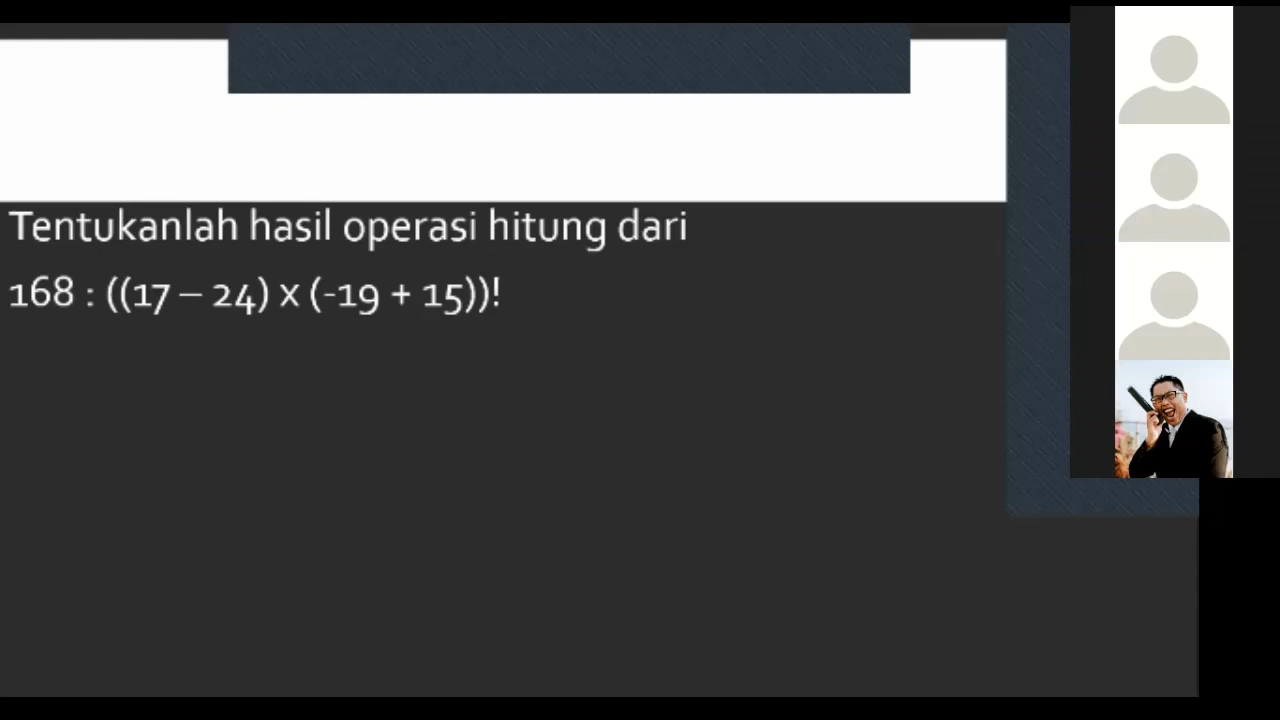 Tentukanlah hasil operasi hitung dari
168 : ((17 – 24) x (-19 + 15))!